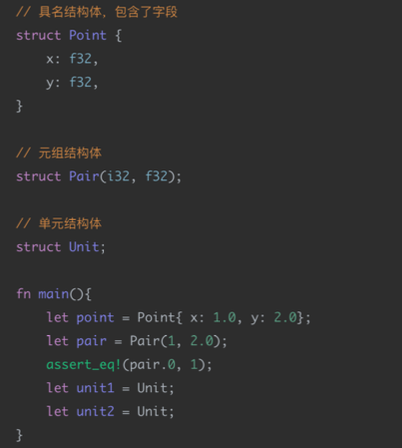 // 具名结构体，包含了字段
struct Point {
    x: f32,
    y: f32,
}

// 元组结构体
struct Pair(i32, f32);

// 单元结构体
struct Unit;

fn main(){
    let point = Point{ x: 1.0, y: 2.0};
    let pair = Pair(1, 2.0);
    assert_eq!(pair.0, 1);
    let unit1 = Unit;
    let unit2 = Unit;
}